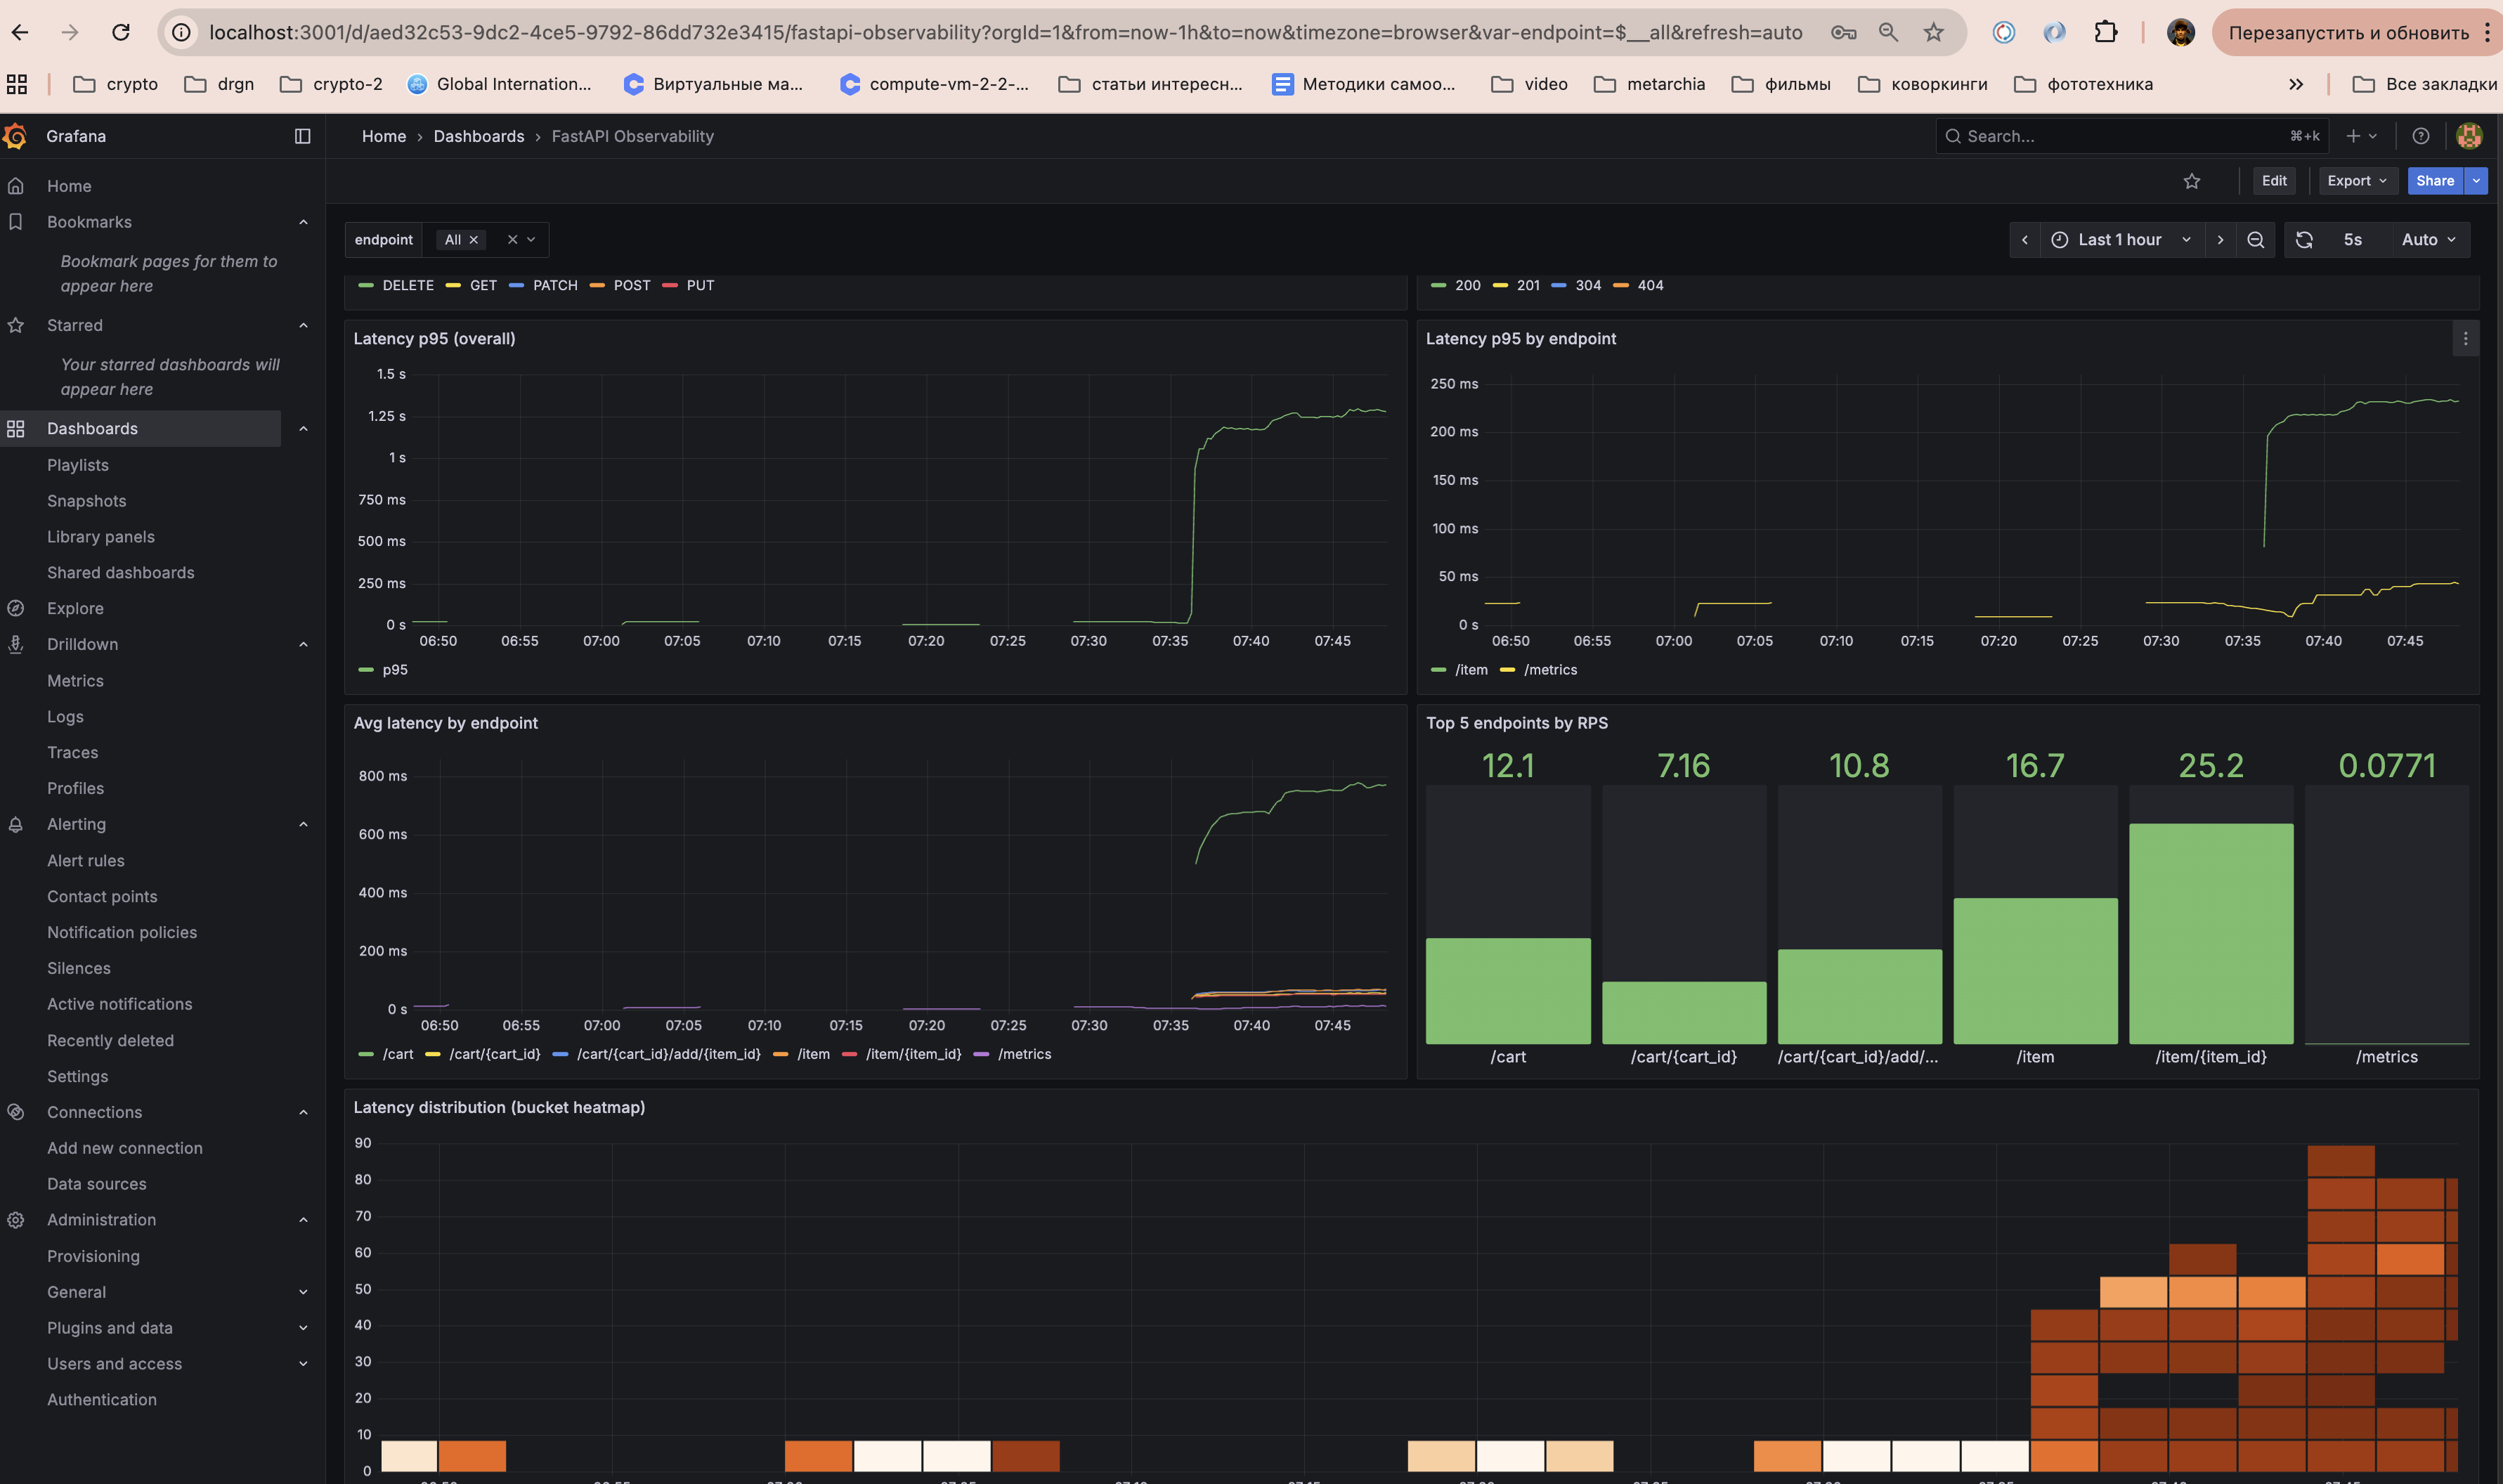 localhost:3001/d/aed32c53-9dc2-4ce5-9792-86dd732e3415/fastapi-observability?orgId=1&from=now-1h&to=now&timezone=browser&var-endpoint=$__all&refresh=auto
Перезапустить и обновить
crypto drgn crypto-2 Global Internation... Виртуальные ма... compute-vm-2-2-... статьи интересн... Методики самоо... video metarchia фильмы коворкинги фототехника » Все закладки
Grafana
Home › Dashboards › FastAPI Observability
Search... ⌘+k
Edit Export Share
Home
Bookmarks
Bookmark pages for them to
appear here
Starred
Your starred dashboards will
appear here
Dashboards
Playlists
Snapshots
Library panels
Shared dashboards
Explore
Drilldown
Metrics
Logs
Traces
Profiles
Alerting
Alert rules
Contact points
Notification policies
Silences
Active notifications
Recently deleted
Settings
Connections
Add new connection
Data sources
Administration
Provisioning
General
Plugins and data
Users and access
Authentication
endpoint All
Last 1 hour 5s Auto
DELETE GET PATCH POST PUT
200 201 304 404
Latency p95 (overall)
1.5 s
1.25 s
1 s
750 ms
500 ms
250 ms
0 s
06:50 06:55 07:00 07:05 07:10 07:15 07:20 07:25 07:30 07:35 07:40 07:45
p95
Latency p95 by endpoint
250 ms
200 ms
150 ms
100 ms
50 ms
0 s
06:50 06:55 07:00 07:05 07:10 07:15 07:20 07:25 07:30 07:35 07:40 07:45
/item /metrics
Avg latency by endpoint
800 ms
600 ms
400 ms
200 ms
0 s
06:50 06:55 07:00 07:05 07:10 07:15 07:20 07:25 07:30 07:35 07:40 07:45
/cart /cart/{cart_id} /cart/{cart_id}/add/{item_id} /item /item/{item_id} /metrics
Top 5 endpoints by RPS
12.1 7.16 10.8 16.7 25.2 0.0771
/cart /cart/{cart_id} /cart/{cart_id}/add/... /item /item/{item_id} /metrics
Latency distribution (bucket heatmap)
90
80
70
60
50
40
30
20
10
0